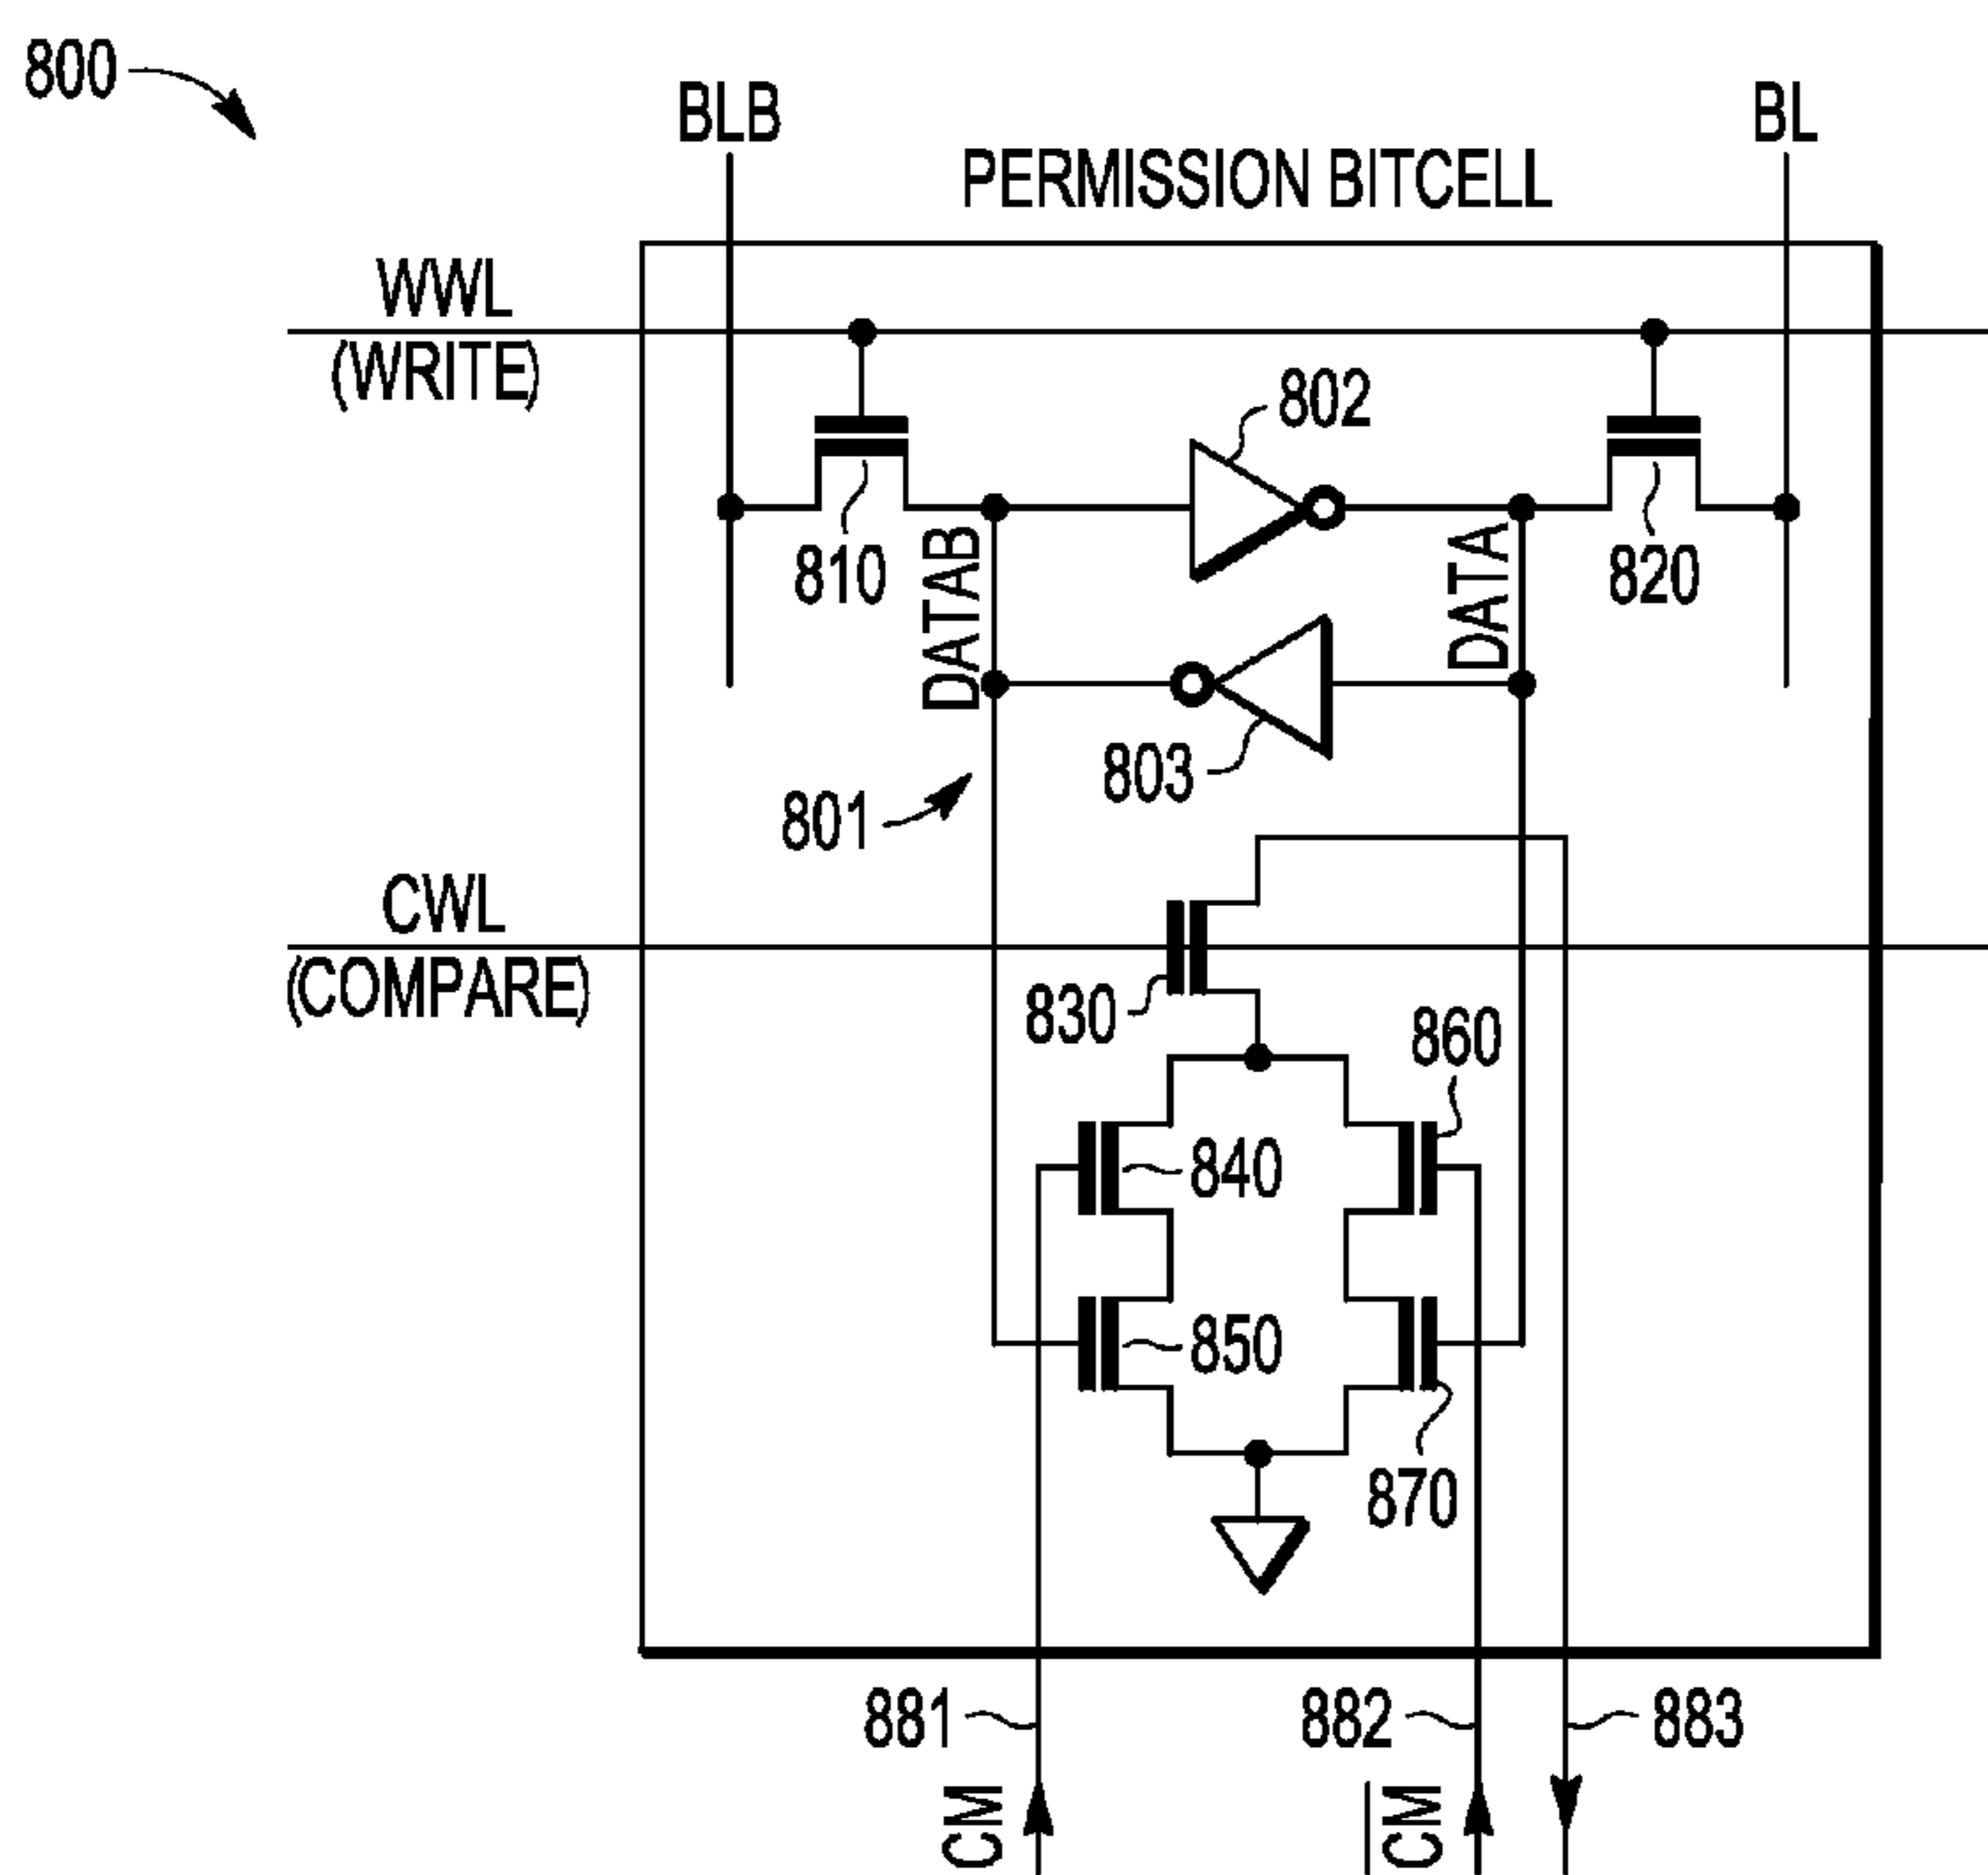 800
BLB
BL
PERMISSION BITCELL
WWL
(WRITE)
802
810
DATAB
DATA
820
803
801
CWL
(COMPARE)
830
860
840
850
870
881
882
883
CM
C̅M̅